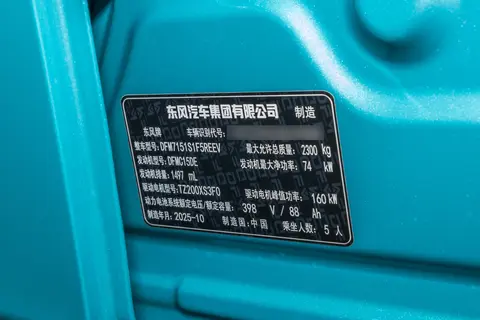 东风汽车集团有限公司 制造
东风牌 车辆识别代号
整车型号:DFM7151S1F5REEV 最大允许总质量: 2300 kg
发动机型号:DFMC15DE 发动机最大净功率: 74 kW
发动机排量:1497 mL
驱动电机型号:TZ200XS3F0 驱动电机峰值功率: 160 kW
动力电池系统额定电压/额定容量: 398 V / 88 Ah
制造年月:2025-10 制造国:中国 乘坐人数: 5 人